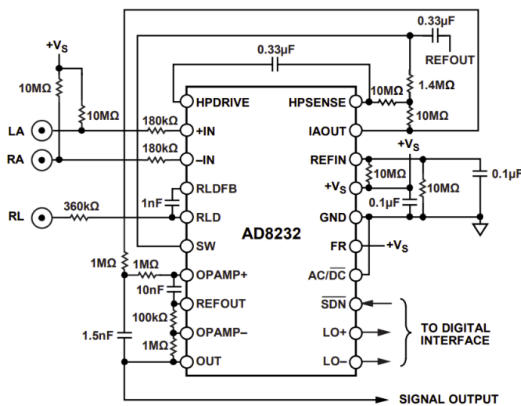 0.33µF
0.33µF
REFOUT
+VS
10MΩ
10MΩ
10MΩ
1.4MΩ
10MΩ
HPDRIVE
HPSENSE
LA
180kΩ
+IN
IAOUT
+VS
RA
180kΩ
–IN
REFIN
10MΩ
10MΩ
0.1µF
RLDFB
+VS
1nF
0.1µF
RL
360kΩ
RLD
GND
AD8232
SW
FR
+VS
1MΩ
1MΩ
OPAMP+
AC/DC
10nF
REFOUT
SDN
100kΩ
1.5nF
OPAMP–
LO+
TO DIGITAL
INTERFACE
1MΩ
OUT
LO–
SIGNAL OUTPUT